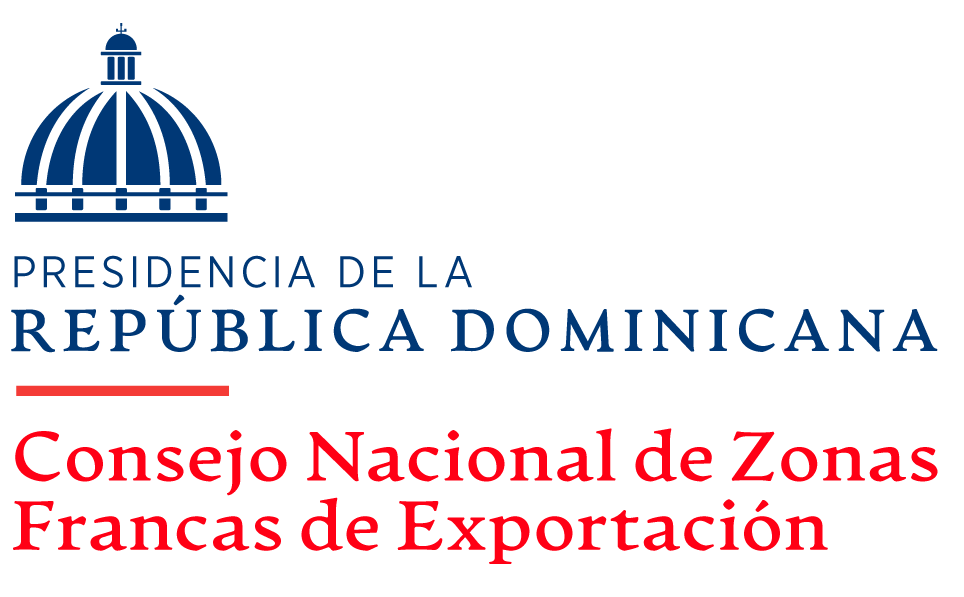 PRESIDENCIA DE LA
REPÚBLICA DOMINICANA
Consejo Nacional de Zonas
Francas de Exportación